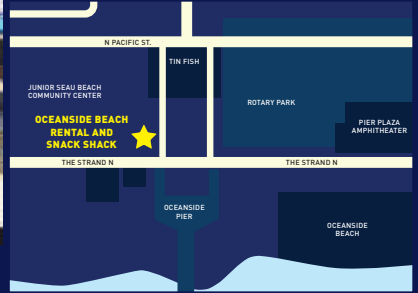 N PACIFIC ST.
TIN FISH
JUNIOR SEAU BEACH
COMMUNITY CENTER
ROTARY PARK
OCEANSIDE BEACH
RENTAL AND
SNACK SHACK
PIER PLAZA
AMPHITHEATER
THE STRAND N
THE STRAND N
OCEANSIDE
PIER
OCEANSIDE
BEACH